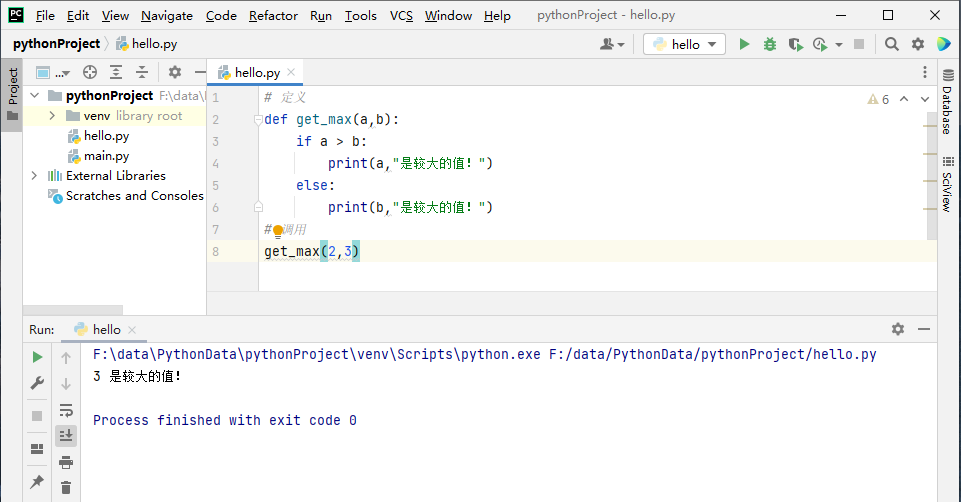 PC File Edit View Navigate Code Refactor Run Tools VCS Window Help pythonProject - hello.py
pythonProject hello.py hello
Project
... hello.py
pythonProject F:\data\
venv library root
hello.py
main.py
External Libraries
Scratches and Consoles
1 # 定义
2 def get_max(a,b):
3 if a > b:
4 print(a,"是较大的值！")
5 else:
6 print(b,"是较大的值！")
7 # 调用
8 get_max(2,3)
6
Database
SciView
Run: hello
F:\data\PythonData\pythonProject\venv\Scripts\python.exe F:/data/PythonData/pythonProject/hello.py
3 是较大的值！
Process finished with exit code 0